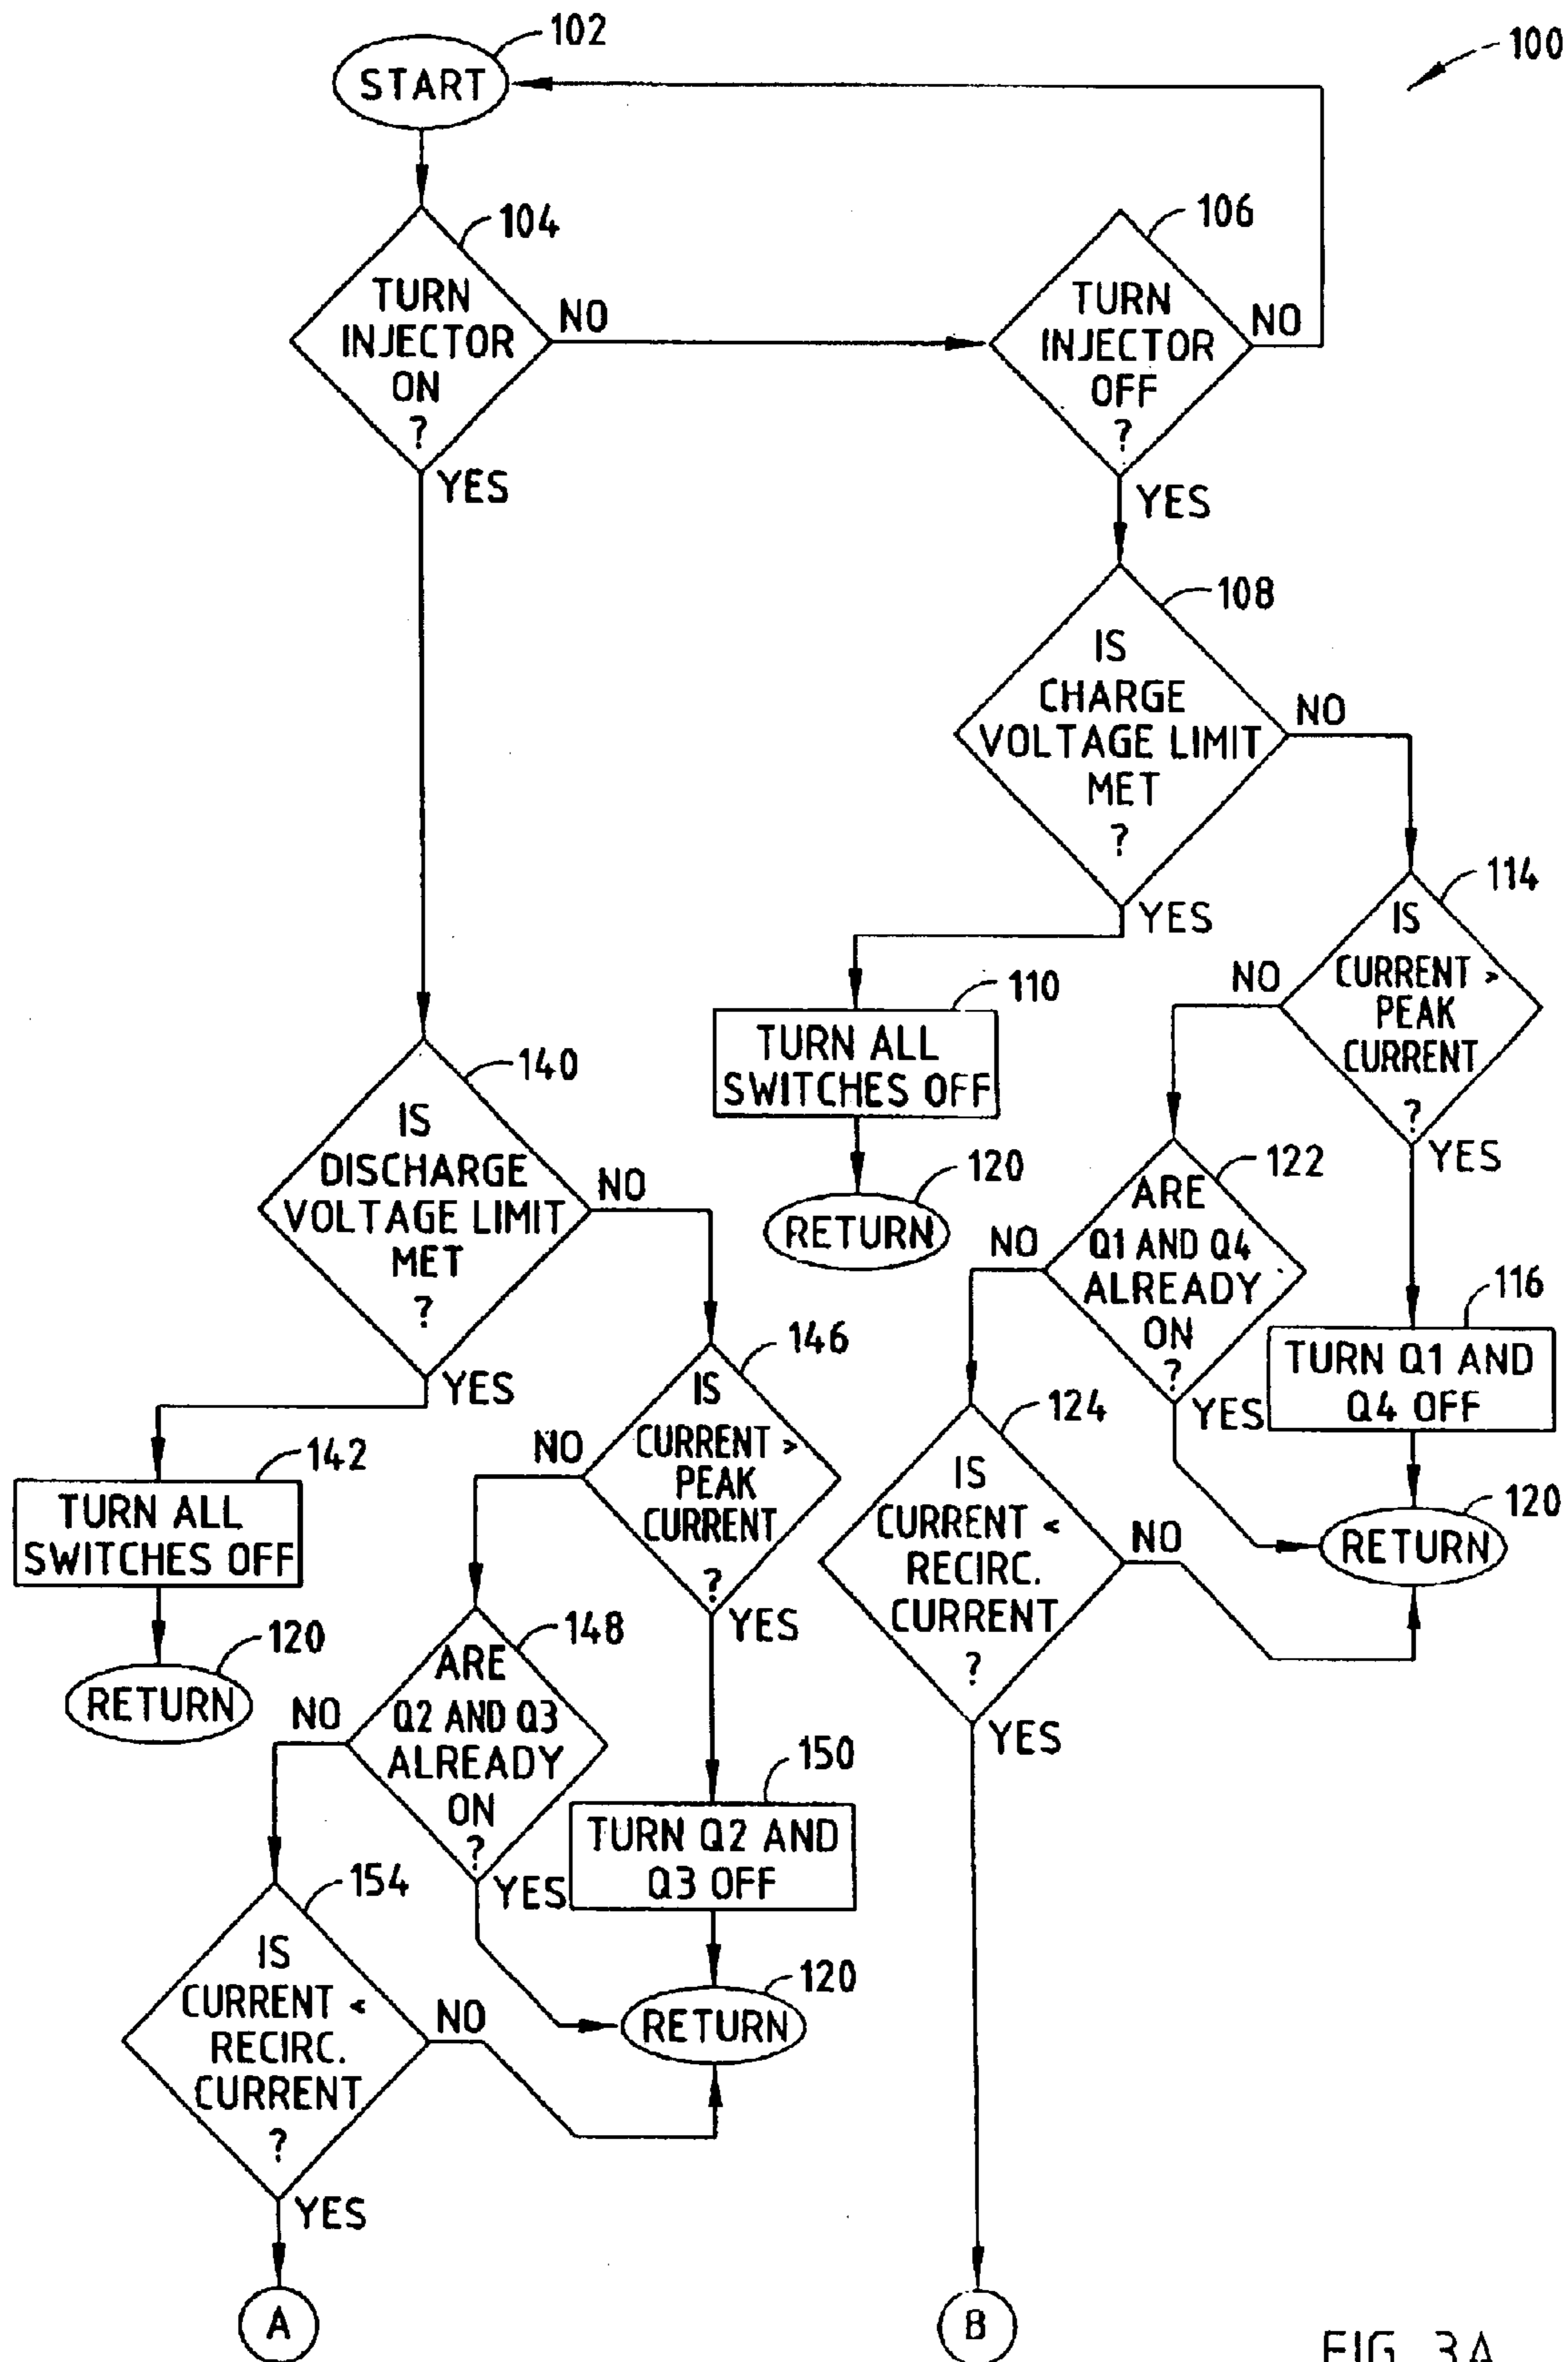 102
START
100
104
TURN
INJECTOR
ON
?
NO
YES
106
TURN
INJECTOR
OFF
?
NO
YES
108
IS
CHARGE
VOLTAGE LIMIT
MET
?
NO
YES
110
TURN ALL
SWITCHES OFF
120
RETURN
114
IS
CURRENT >
PEAK
CURRENT
?
NO
YES
122
ARE
Q1 AND Q4
ALREADY
ON
?
NO
YES
116
TURN Q1 AND
Q4 OFF
120
RETURN
124
IS
CURRENT <
RECIRC.
CURRENT
?
NO
YES
B
140
IS
DISCHARGE
VOLTAGE LIMIT
MET
?
NO
YES
142
TURN ALL
SWITCHES OFF
120
RETURN
146
IS
CURRENT >
PEAK
CURRENT
?
NO
YES
148
ARE
Q2 AND Q3
ALREADY
ON
?
NO
YES
150
TURN Q2 AND
Q3 OFF
120
RETURN
154
IS
CURRENT <
RECIRC.
CURRENT
?
NO
YES
A
FIG. 3A